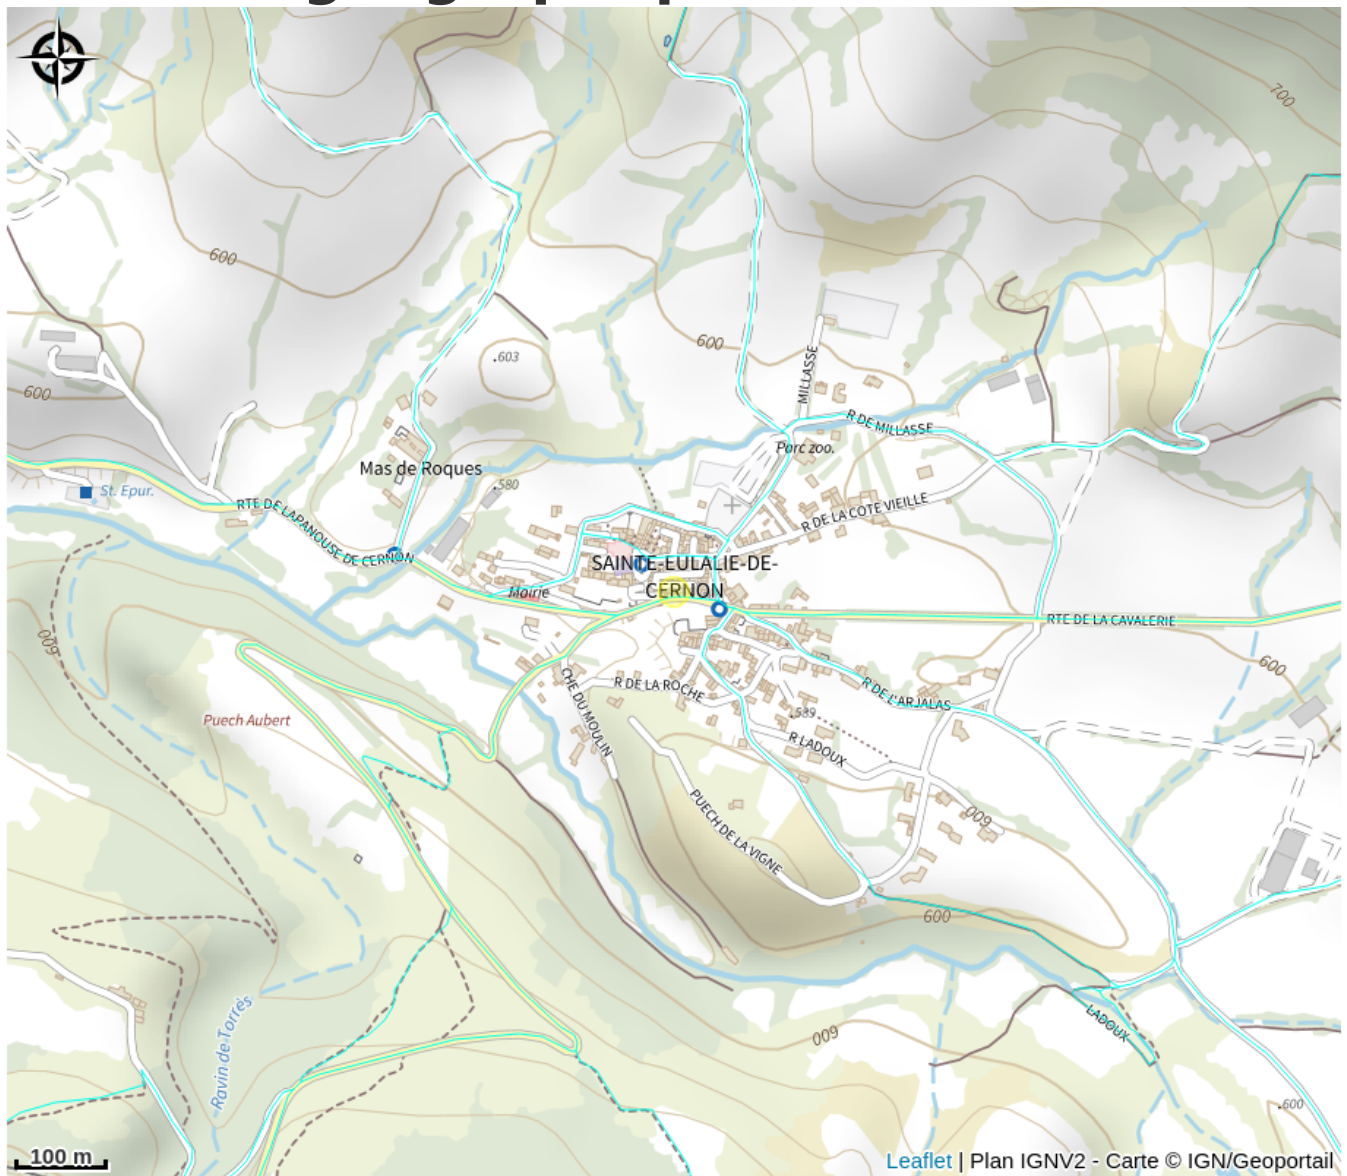 700
600
600
MILLASSE
.603
600
R DE MILLASSE
Parc zoo.
Mas de Roques
.580
St. Epur.
RTE DE LAPANOUSE DE CERNON
R DE LA COTE VIEILLE
SAINTE-EULALIE-DE-
CERNON
Mairie
RTE DE LA CAVALERIE
600
600
CHE DU MOULIN
R DE LA ROCHE
R DE L'ARJALAS
Puech Aubert
.589
R LADOUX
PUECH DE LA VIGNE
600
600
Ravin de Torrès
LADOUX
600
.600
100 m
Leaflet | Plan IGNV2 - Carte © IGN/Geoportail